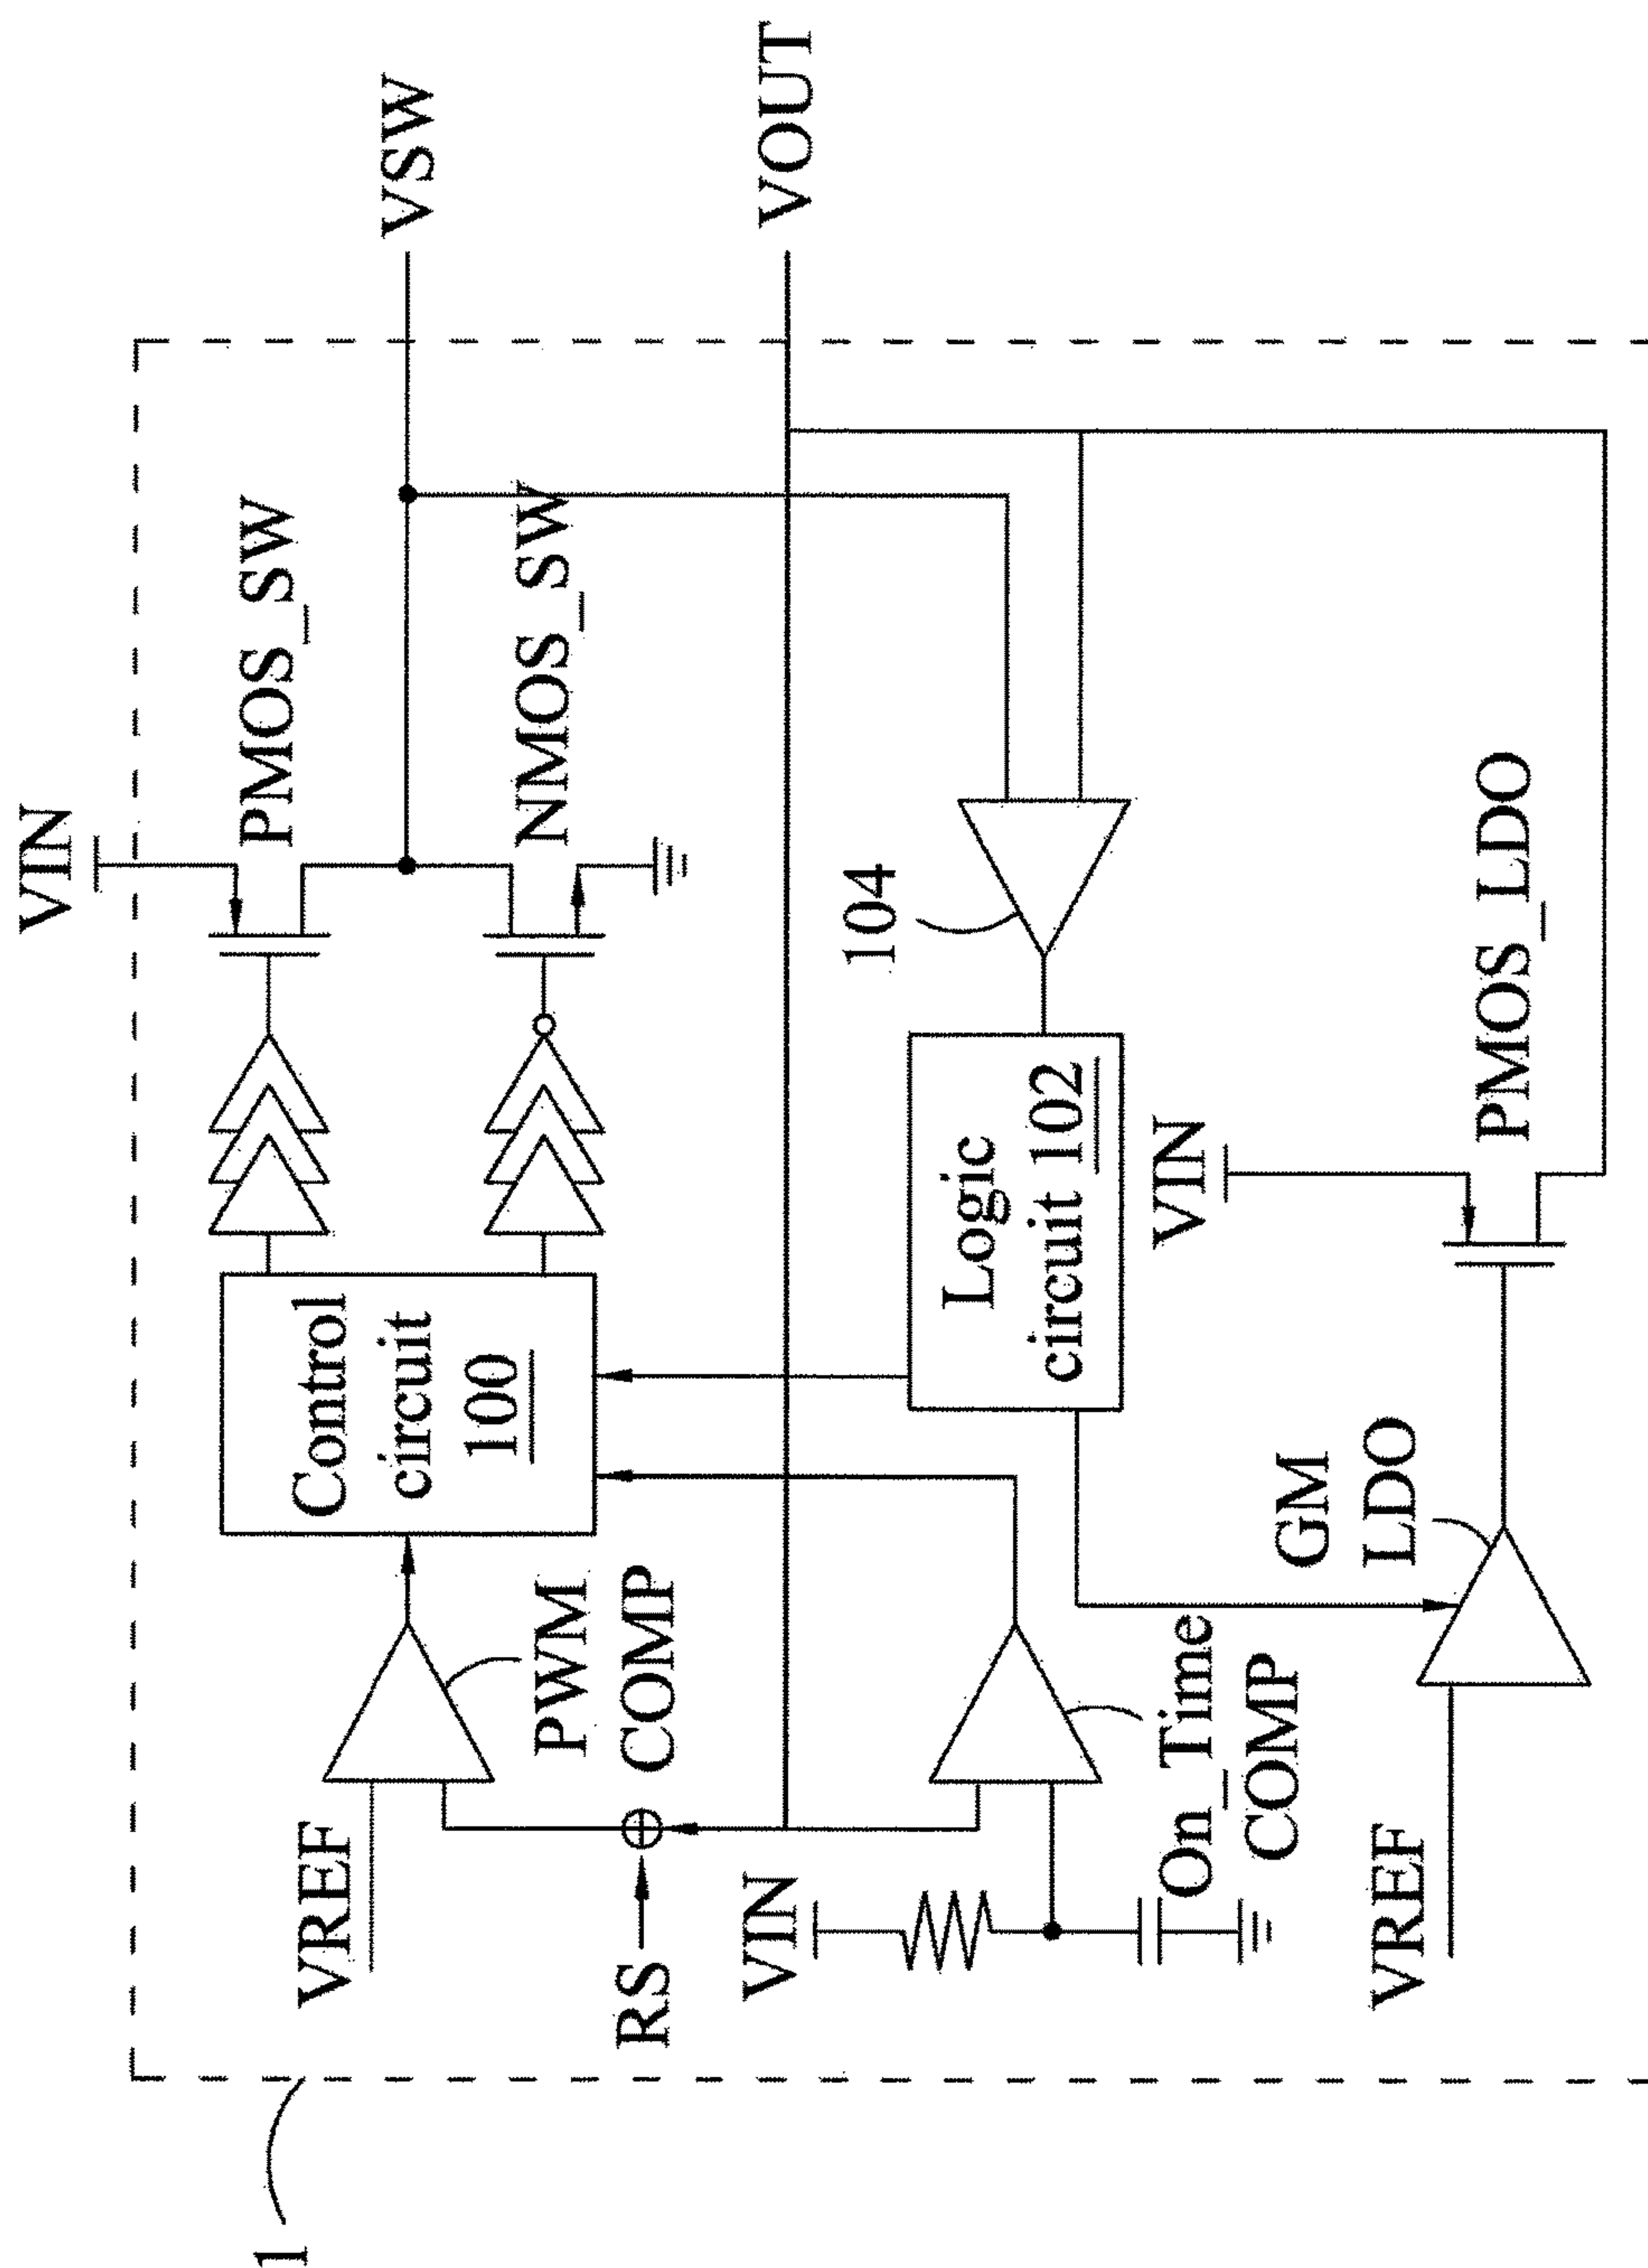 1
VIN
PMOS_SW
NMOS_SW
VSW
VOUT
Control
circuit
100
VREF
PWM
COMP
RS
104
Logic
circuit 102
VIN
On_Time
COMP
VIN
PMOS_LDO
GM
LDO
VREF